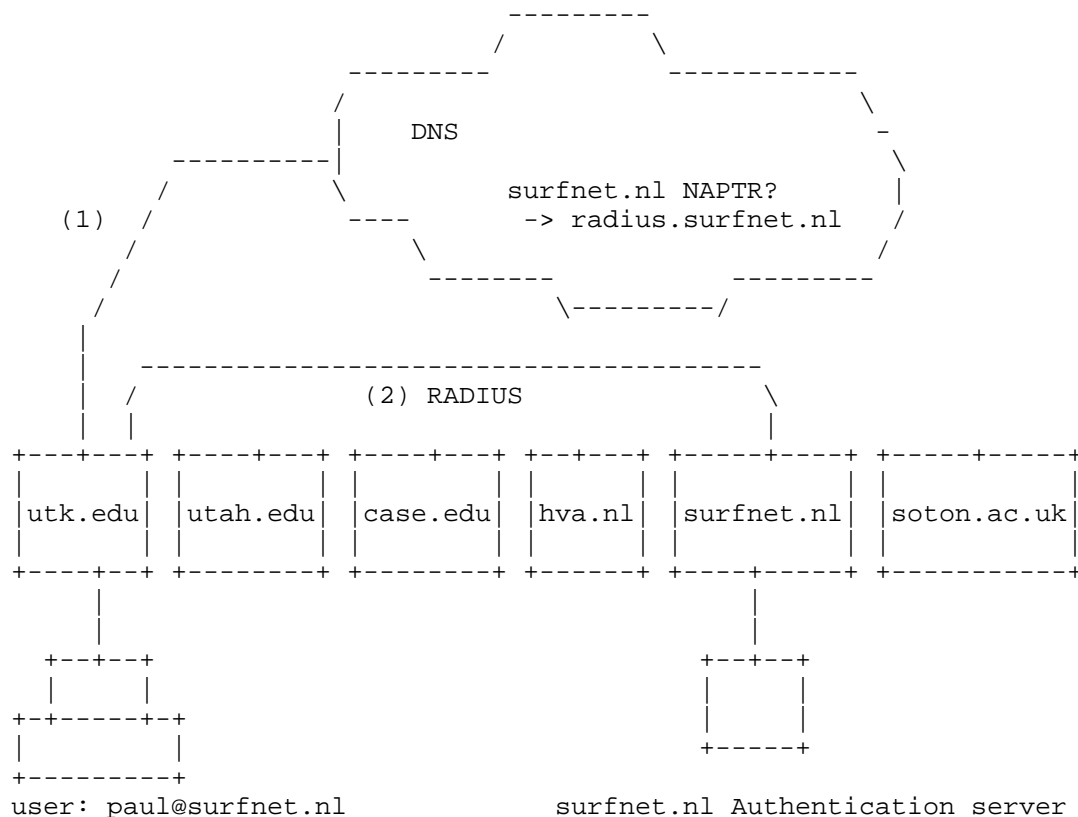 DNS
surfnet.nl NAPTR?
(1) -> radius.surfnet.nl
(2) RADIUS
utk.edu utah.edu case.edu hva.nl surfnet.nl soton.ac.uk
user: paul@surfnet.nl surfnet.nl Authentication server